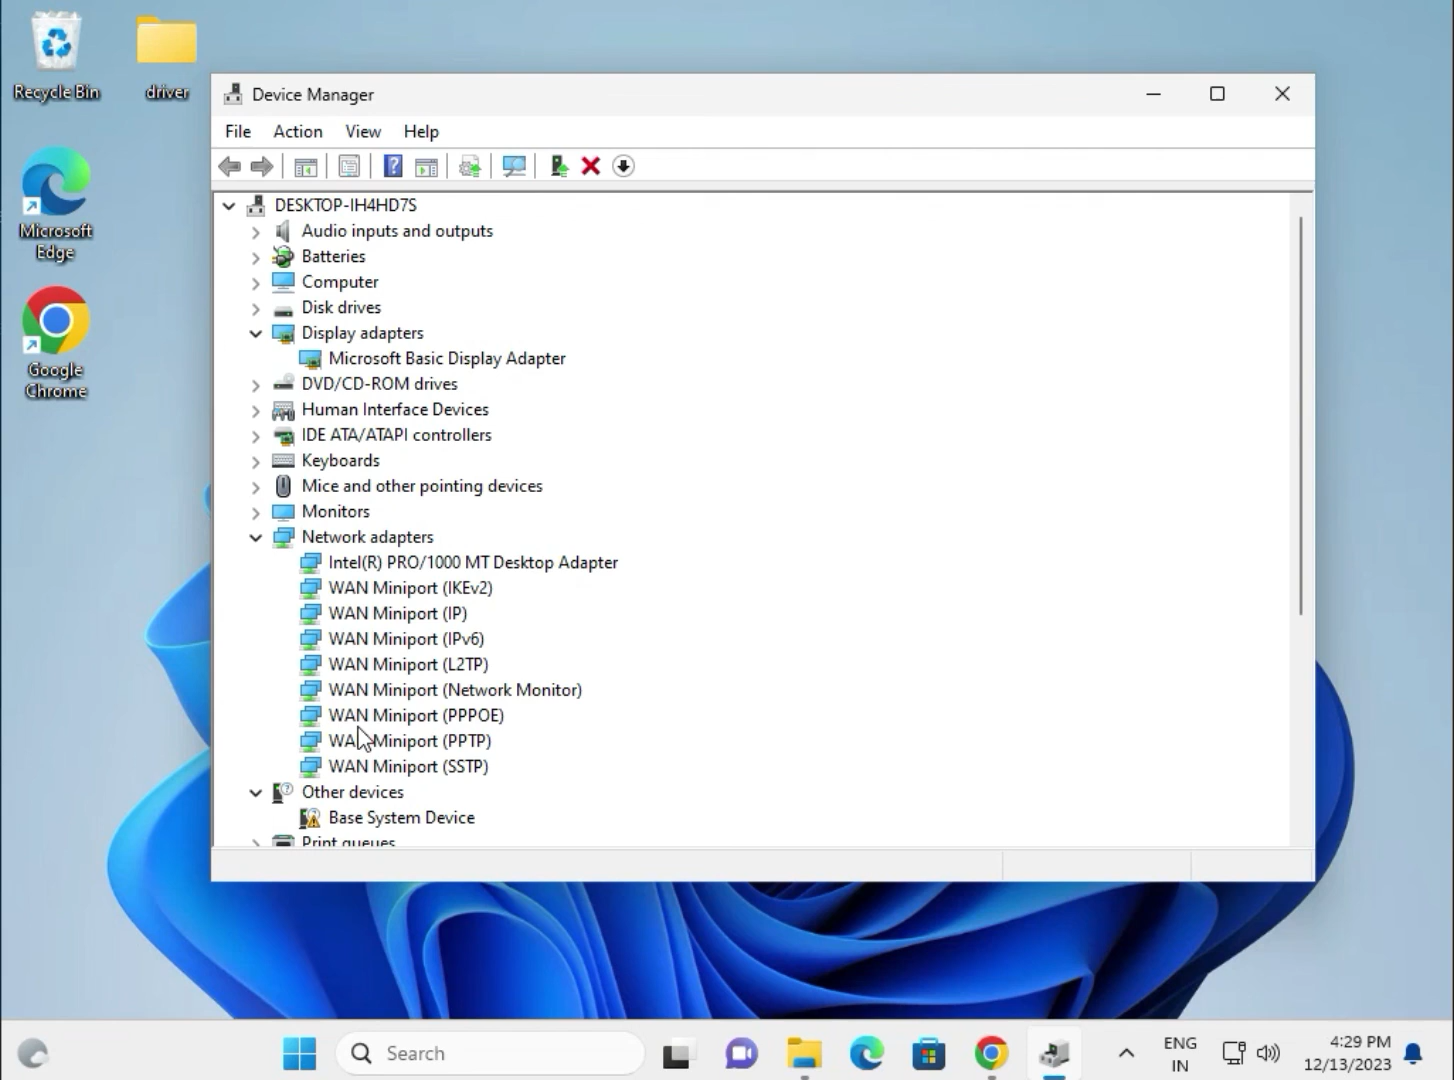 Recycle Bin
driver
Microsoft
Edge
Google
Chrome
Device Manager
File Action View Help
DESKTOP-IH4HD7S
Audio inputs and outputs
Batteries
Computer
Disk drives
Display adapters
Microsoft Basic Display Adapter
DVD/CD-ROM drives
Human Interface Devices
IDE ATA/ATAPI controllers
Keyboards
Mice and other pointing devices
Monitors
Network adapters
Intel(R) PRO/1000 MT Desktop Adapter
WAN Miniport (IKEv2)
WAN Miniport (IP)
WAN Miniport (IPv6)
WAN Miniport (L2TP)
WAN Miniport (Network Monitor)
WAN Miniport (PPPOE)
WAN Miniport (PPTP)
WAN Miniport (SSTP)
Other devices
Base System Device
Print queues
Search
ENG
IN
4:29 PM
12/13/2023